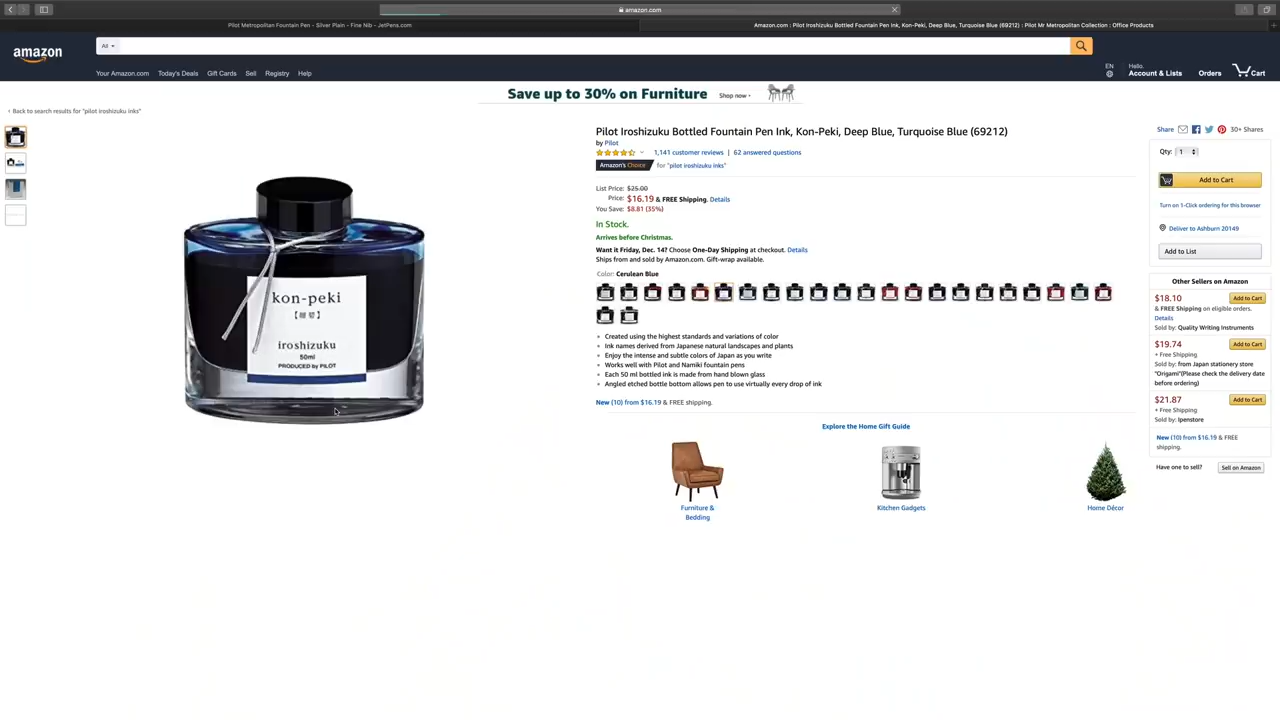 amazon.com
Pilot Metropolitan Fountain Pen - Silver Plain - Fine Nib - JetPens.com
Amazon.com : Pilot Iroshizuku Bottled Fountain Pen Ink, Kon-Peki, Deep Blue, Turquoise Blue (69212) : Pilot Mr Metropolitan Collection : Office Products
amazon
All
Your Amazon.com Today's Deals Gift Cards Sell Registry Help
EN
Hello.
Account & Lists
Orders
Cart
Save up to 30% on Furniture Shop now
‹ Back to search results for "pilot iroshizuku inks"
kon-peki
iroshizuku
50ml
PRODUCED by PILOT
Pilot Iroshizuku Bottled Fountain Pen Ink, Kon-Peki, Deep Blue, Turquoise Blue (69212)
by Pilot
1,141 customer reviews | 62 answered questions
Amazon's Choice for "pilot iroshizuku inks"
List Price: $25.00
Price: $16.19 & FREE Shipping. Details
You Save: $8.81 (35%)
In Stock.
Arrives before Christmas.
Want it Friday, Dec. 14? Choose One-Day Shipping at checkout. Details
Ships from and sold by Amazon.com. Gift-wrap available.
Color: Cerulean Blue
• Created using the highest standards and variations of color
• Ink names derived from Japanese natural landscapes and plants
• Enjoy the intense and subtle colors of Japan as you write
• Works well with Pilot and Namiki fountain pens
• Each 50 ml bottled ink is made from hand blown glass
• Angled etched bottle bottom allows pen to use virtually every drop of ink
New (10) from $16.19 & FREE shipping.
Explore the Home Gift Guide
Furniture &
Bedding
Kitchen Gadgets
Home Décor
Share 30+ Shares
Qty: 1
Add to Cart
Turn on 1-Click ordering for this browser
Deliver to Ashburn 20149
Add to List
Other Sellers on Amazon
$18.10 Add to Cart
& FREE Shipping on eligible orders.
Details
Sold by: Quality Writing Instruments
$19.74 Add to Cart
+ Free Shipping
Sold by: from Japan stationery store
"Origami"(Please check the delivery
date before ordering)
$21.87 Add to Cart
+ Free Shipping
Sold by: Ipenstore
New (10) from $16.19 & FREE
shipping.
Have one to sell? Sell on Amazon